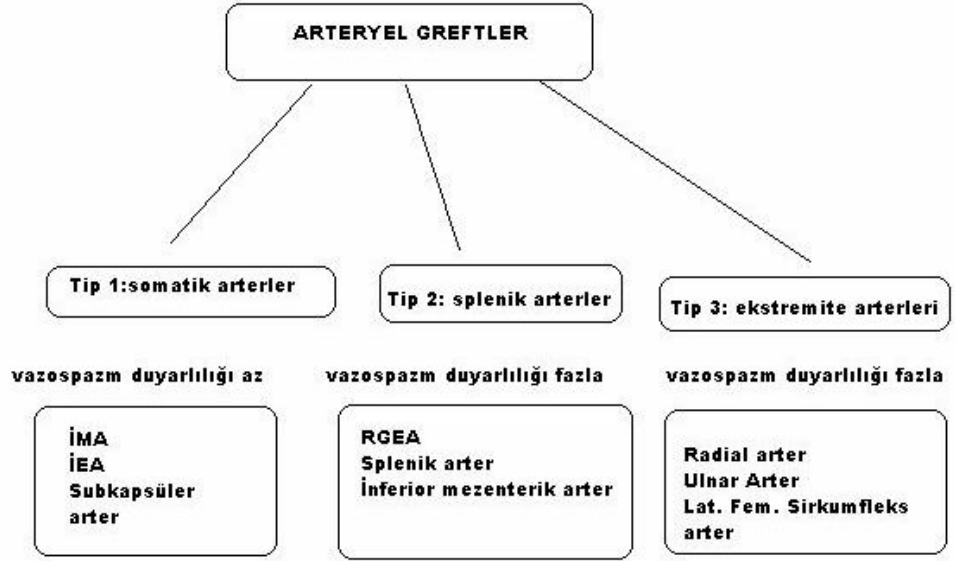 ARTERYEL GREFTLER
Tip 1:somatik arterler
Tip 2: splenik arterler
Tip 3: ekstremite arterleri
vazospazm duyarlılığı az
vazospazm duyarlılığı fazla
vazospazm duyarlılığı fazla
İMA
İEA
Subkapsüler
arter
RGEA
Splenik arter
İnferior mezenterik arter
Radial arter
Ulnar Arter
Lat. Fem. Sirkumfleks
arter